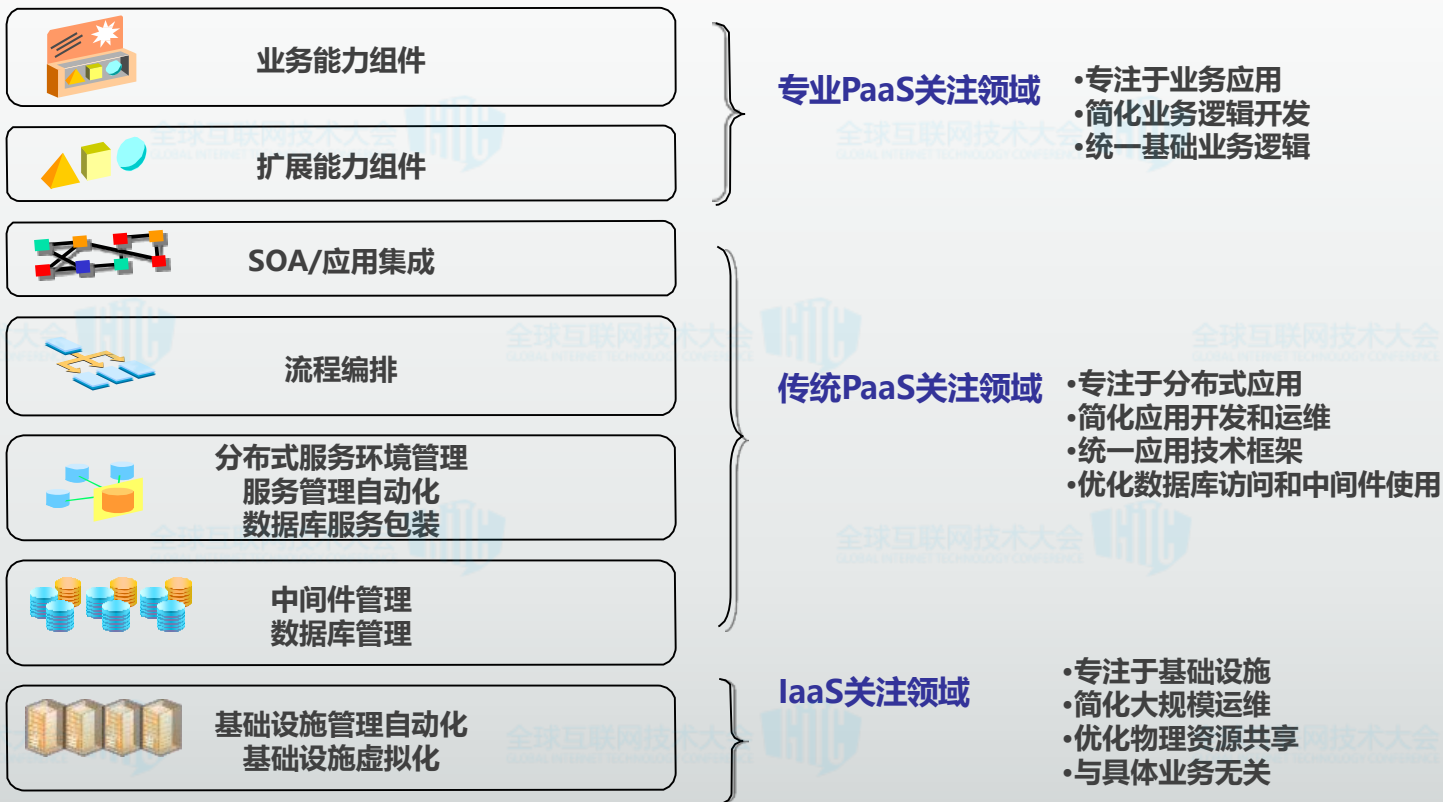 业务能力组件
扩展能力组件
SOA/应用集成
流程编排
分布式服务环境管理
服务管理自动化
数据库服务包装
中间件管理
数据库管理
基础设施管理自动化
基础设施虚拟化
专业PaaS关注领域
•专注于业务应用
•简化业务逻辑开发
•统一基础业务逻辑
传统PaaS关注领域
•专注于分布式应用
•简化应用开发和运维
•统一应用技术框架
•优化数据库访问和中间件使用
IaaS关注领域
•专注于基础设施
•简化大规模运维
•优化物理资源共享
•与具体业务无关
全球互联网技术大会
GLOBAL INTERNET TECHNOLOGY CONFERENCE